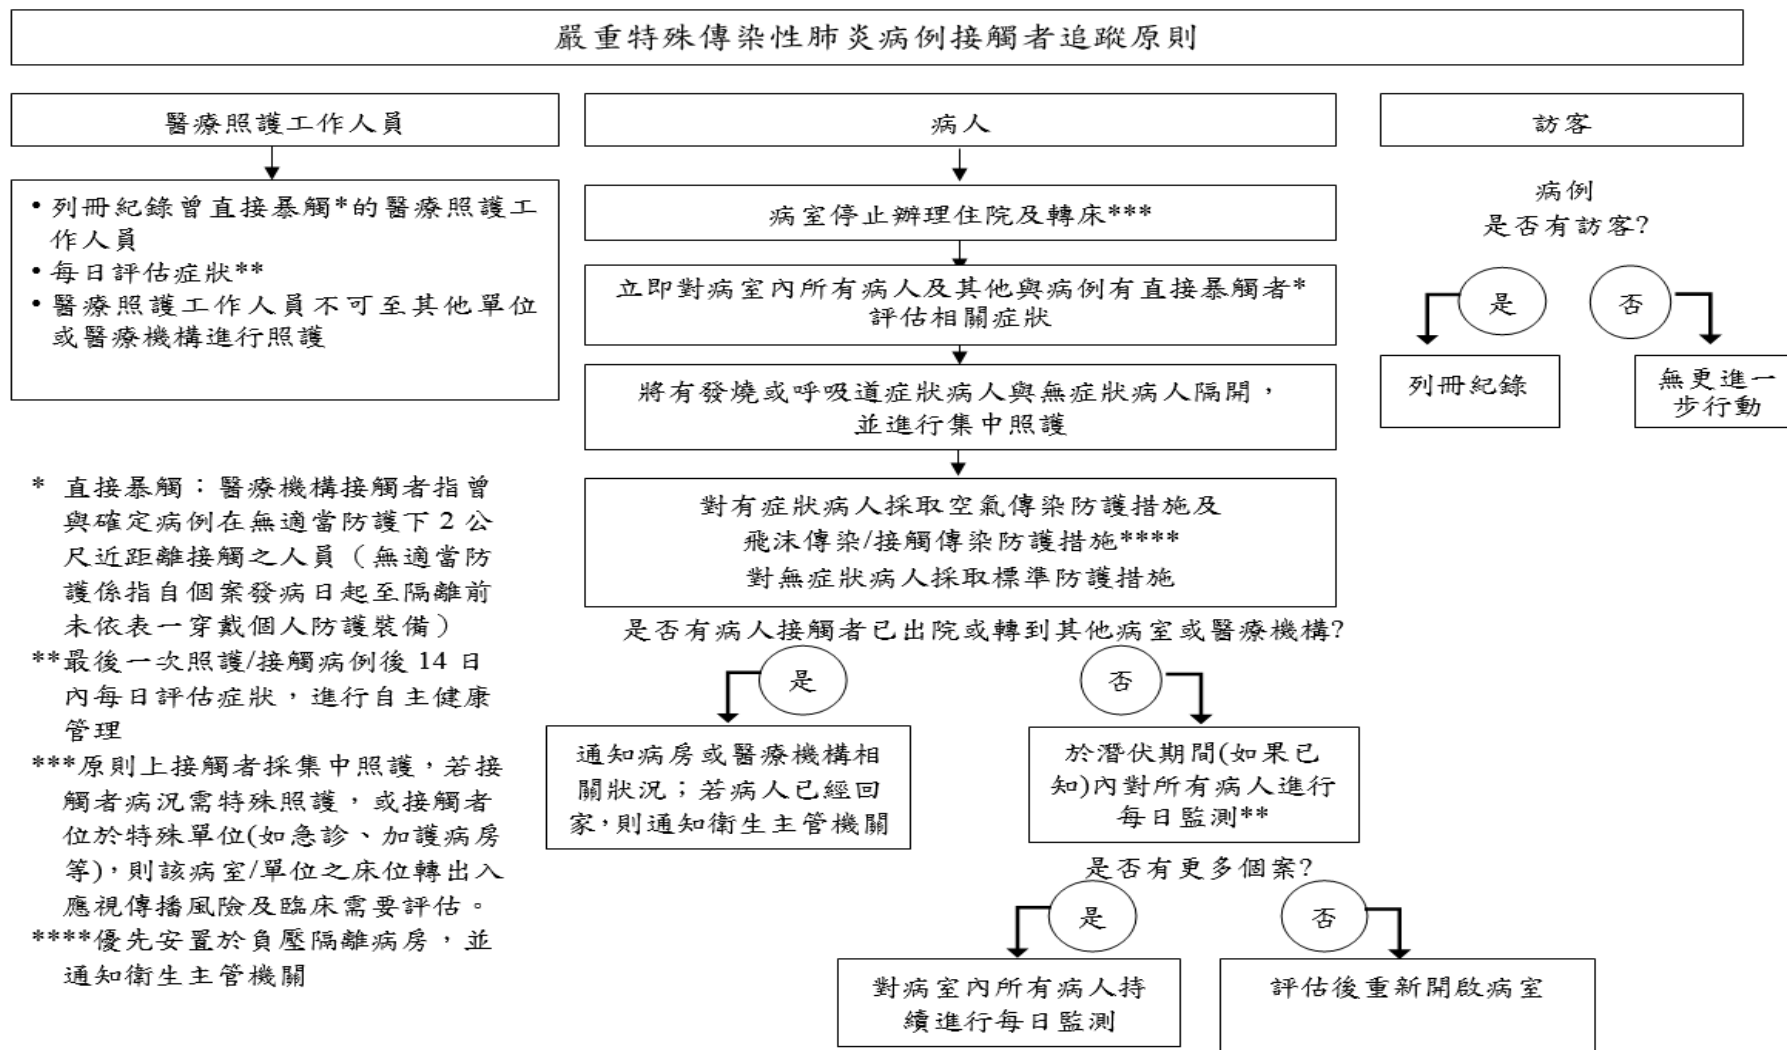 嚴重特殊傳染性肺炎病例接觸者追蹤原則
醫療照護工作人員
• 列冊紀錄曾直接暴觸*的醫療照護工
作人員
• 每日評估症狀**
• 醫療照護工作人員不可至其他單位
或醫療機構進行照護
病人
病室停止辦理住院及轉床***
立即對病室內所有病人及其他與病例有直接暴觸者*
評估相關症狀
將有發燒或呼吸道症狀病人與無症狀病人隔開，
並進行集中照護
對有症狀病人採取空氣傳染防護措施及
飛沫傳染/接觸傳染防護措施****
對無症狀病人採取標準防護措施
是否有病人接觸者已出院或轉到其他病室或醫療機構?
是
否
通知病房或醫療機構相
關狀況；若病人已經回
家，則通知衛生主管機關
於潛伏期間(如果已
知)內對所有病人進行
每日監測**
是否有更多個案?
是
否
對病室內所有病人持
續進行每日監測
評估後重新開啟病室
訪客
病例
是否有訪客?
是
否
列冊紀錄
無更進一
步行動
* 直接暴觸：醫療機構接觸者指曾
與確定病例在無適當防護下 2 公
尺近距離接觸之人員（無適當防
護係指自個案發病日起至隔離前
未依表一穿戴個人防護裝備）
**最後一次照護/接觸病例後 14 日
內每日評估症狀，進行自主健康
管理
***原則上接觸者採集中照護，若接
觸者病況需特殊照護，或接觸者
位於特殊單位(如急診、加護病房
等)，則該病室/單位之床位轉出入
應視傳播風險及臨床需要評估。
****優先安置於負壓隔離病房，並
通知衛生主管機關